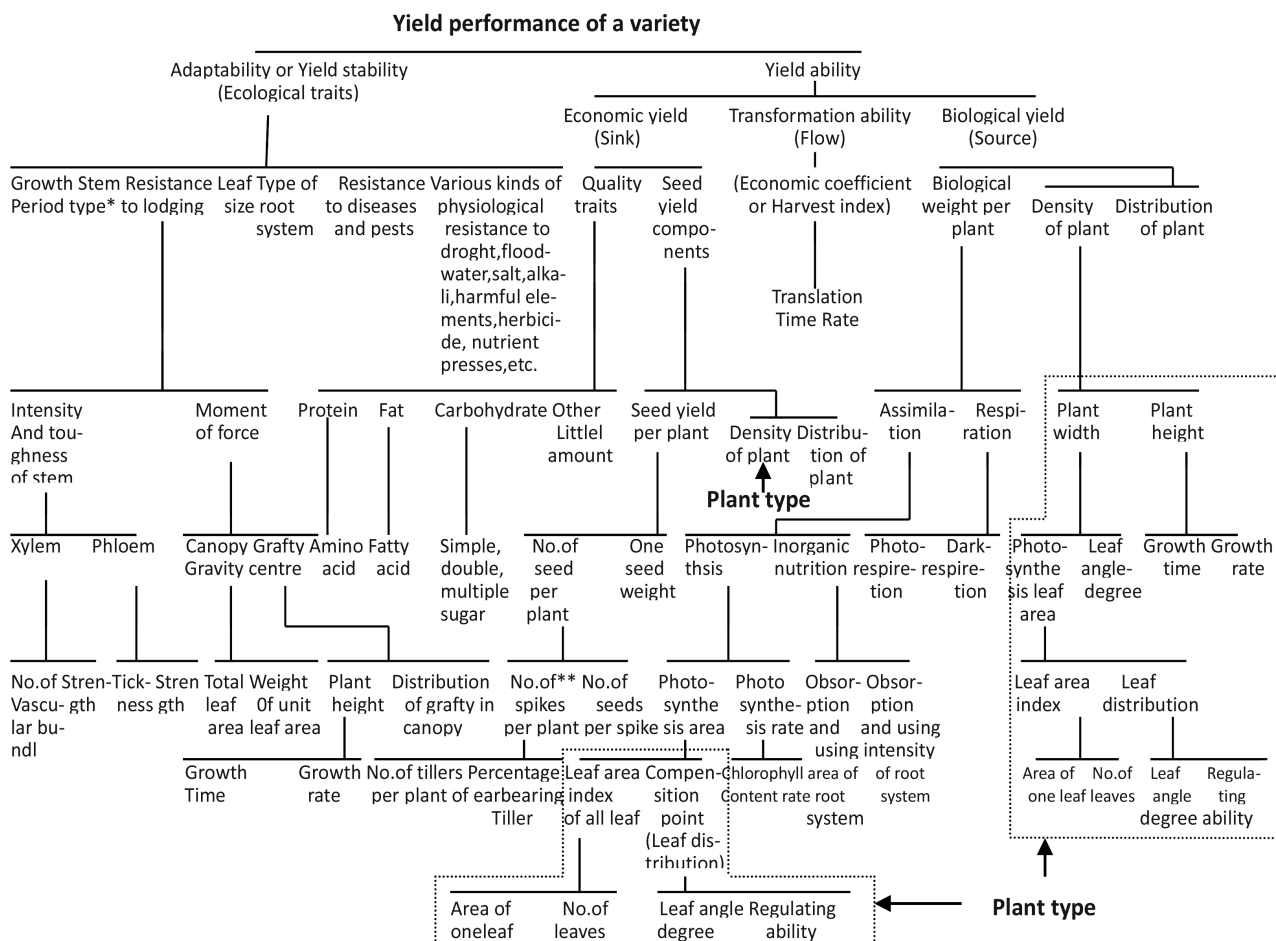 Yield performance of a variety
Adaptability or Yield stability
(Ecological traits)
Yield ability
Economic yield
(Sink)
Transformation ability
(Flow)
Biological yield
(Source)
Growth Stem Resistance
Period type* to lodging
Leaf Type of
size root
system
Resistance
to diseases
and pests
Various kinds of
physiological
resistance to
droght,flood-
water,salt,alka-
li,harmful ele-
ments,herbici-
de, nutrient
presses,etc.
Quality
traits
Seed
yield
compo-
nents
(Economic coefficient
or Harvest index)
Translation
Time Rate
Biological
weight per
plant
Density
of plant
Distribution
of plant
Intensity
And tou-
ghness
of stem
Moment
of force
Protein
Fat
Carbohydrate
Other
Littlel
amount
Seed yield
per plant
Density
of plant
Distribu-
tion of
plant
Plant type
Assimila-
tion
Respi-
ration
Plant
width
Plant
height
Xylem
Phloem
Canopy Grafty
Gravity centre
Amino
acid
Fatty
acid
Simple,
double,
multiple
sugar
No.of
seed
per
plant
One
seed
weight
Photosyn-
thsis
Inorganic
nutrition
Photo-
respire-
tion
Dark-
respire-
tion
Photo-
synthe
sis leaf
area
Leaf
angle-
degree
Growth
time
Growth
rate
No.of
Vascu-
lar bu-
ndl
Stren-
gth
Tick-
ness
Stren
gth
Total
leaf
area
Weight
0f unit
leaf area
Plant
height
Distribution
of grafty in
canopy
No.of**
spikes
per plant
No.of
seeds
per spike
Photo-
synthe
sis area
Photo
synthe-
sis rate
Obsor-
ption
and
using
Obsor-
ption
and using
intensity
Leaf area
index
Leaf
distribution
Growth
Time
Growth
rate
No.of tillers
per plant
Percentage
of earbearing
Tiller
Leaf area
index
of all leaf
Compen-
sition
point
(Leaf dis-
tribution)
Chlorophyll
Content rate
area of
root
system
of root
system
Area of
one leaf
No.of
leaves
Leaf
angle
degree
Regula-
ting
ability
Area of
oneleaf
No.of
leaves
Leaf angle
degree
Regulating
ability
Plant type